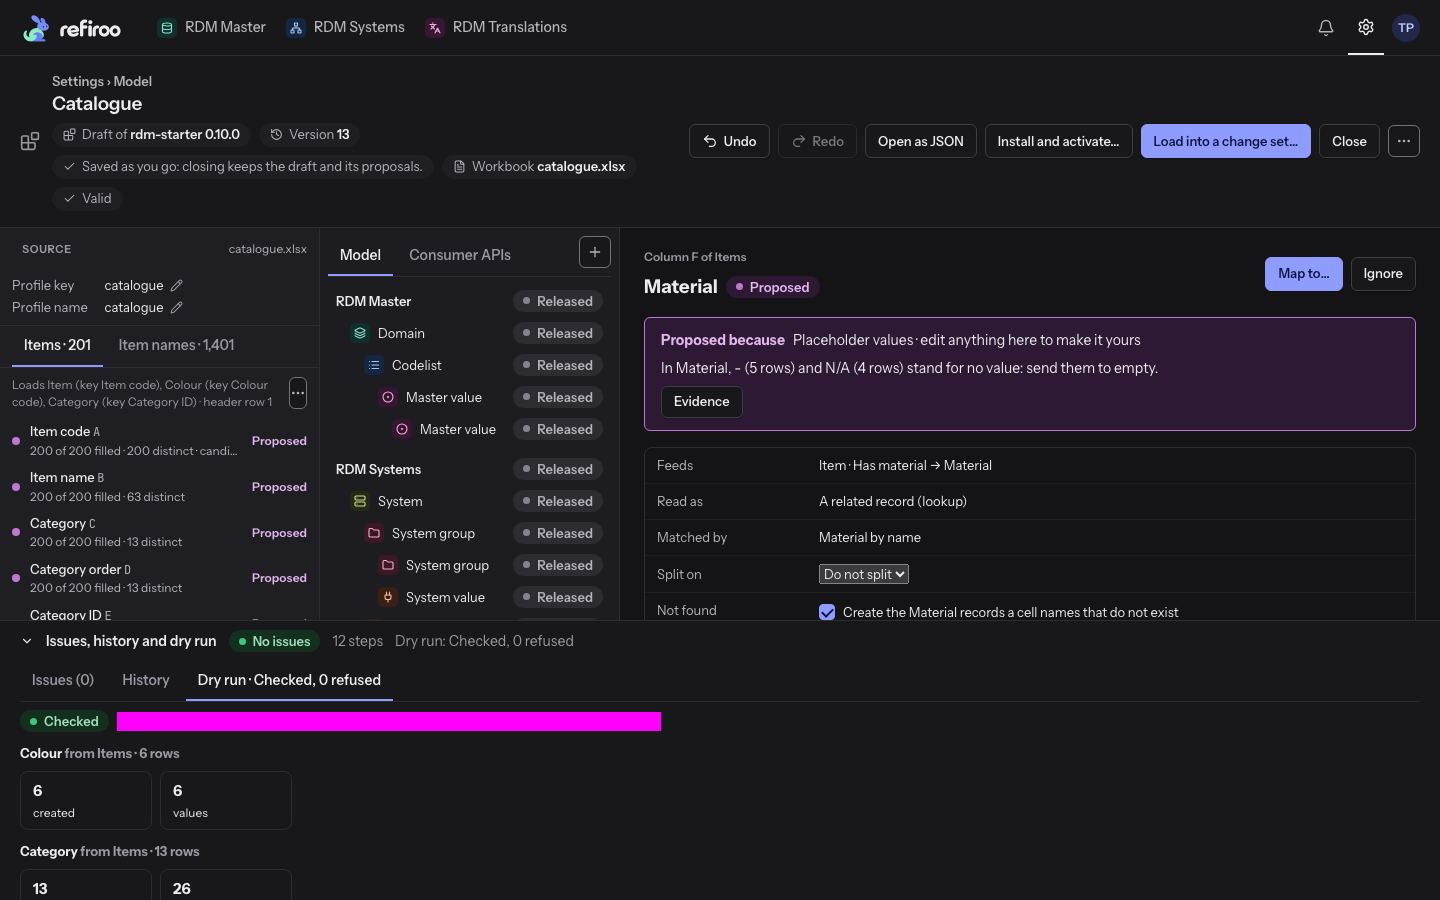 refiroo
RDM Master
RDM Systems
RDM Translations
TP
Settings › Model
Catalogue
Draft of rdm-starter 0.10.0
Version 13
Saved as you go: closing keeps the draft and its proposals.
Workbook catalogue.xlsx
Valid
Undo
Redo
Open as JSON
Install and activate...
Load into a change set...
Close
SOURCE
catalogue.xlsx
Profile key catalogue
Profile name catalogue
Items · 201
Item names · 1,401
Loads Item (key Item code), Colour (key Colour
code), Category (key Category ID) · header row 1
Item code A
200 of 200 filled · 200 distinct · candi...
Proposed
Item name B
200 of 200 filled · 63 distinct
Proposed
Category C
200 of 200 filled · 13 distinct
Proposed
Category order D
200 of 200 filled · 13 distinct
Proposed
Category ID E
Model
Consumer APIs
RDM Master Released
Domain Released
Codelist Released
Master value Released
Master value Released
RDM Systems Released
System Released
System group Released
System group Released
System value Released
Column F of Items
Material
Proposed
Map to...
Ignore
Proposed because Placeholder values · edit anything here to make it yours
In Material, - (5 rows) and N/A (4 rows) stand for no value: send them to empty.
Evidence
Feeds Item · Has material → Material
Read as A related record (lookup)
Matched by Material by name
Split on Do not split
Not found Create the Material records a cell names that do not exist
Issues, history and dry run
No issues
12 steps
Dry run: Checked, 0 refused
Issues (0)
History
Dry run · Checked, 0 refused
Checked
Colour from Items · 6 rows
6
created
6
values
Category from Items · 13 rows
13
26